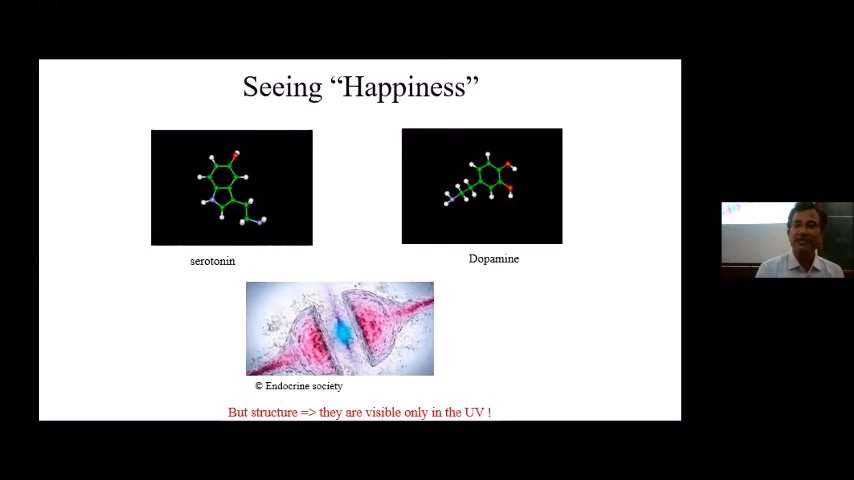 Seeing “Happiness”
serotonin
Dopamine
© Endocrine society
But structure => they are visible only in the UV !